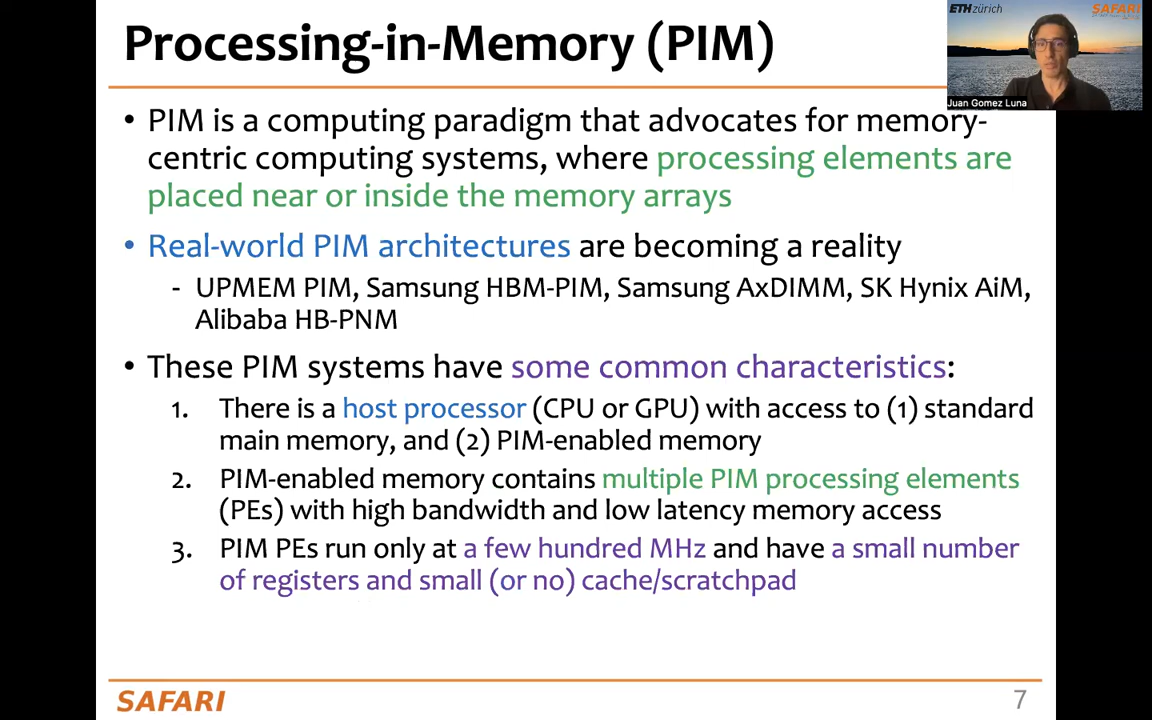 Processing-in-Memory (PIM)
ETH zürich
SAFARI
Juan Gomez Luna
• PIM is a computing paradigm that advocates for memory-
centric computing systems, where processing elements are
placed near or inside the memory arrays
• Real-world PIM architectures are becoming a reality
- UPMEM PIM, Samsung HBM-PIM, Samsung AxDIMM, SK Hynix AiM,
Alibaba HB-PNM
• These PIM systems have some common characteristics:
1. There is a host processor (CPU or GPU) with access to (1) standard
main memory, and (2) PIM-enabled memory
2. PIM-enabled memory contains multiple PIM processing elements
(PEs) with high bandwidth and low latency memory access
3. PIM PEs run only at a few hundred MHz and have a small number
of registers and small (or no) cache/scratchpad
SAFARI
7